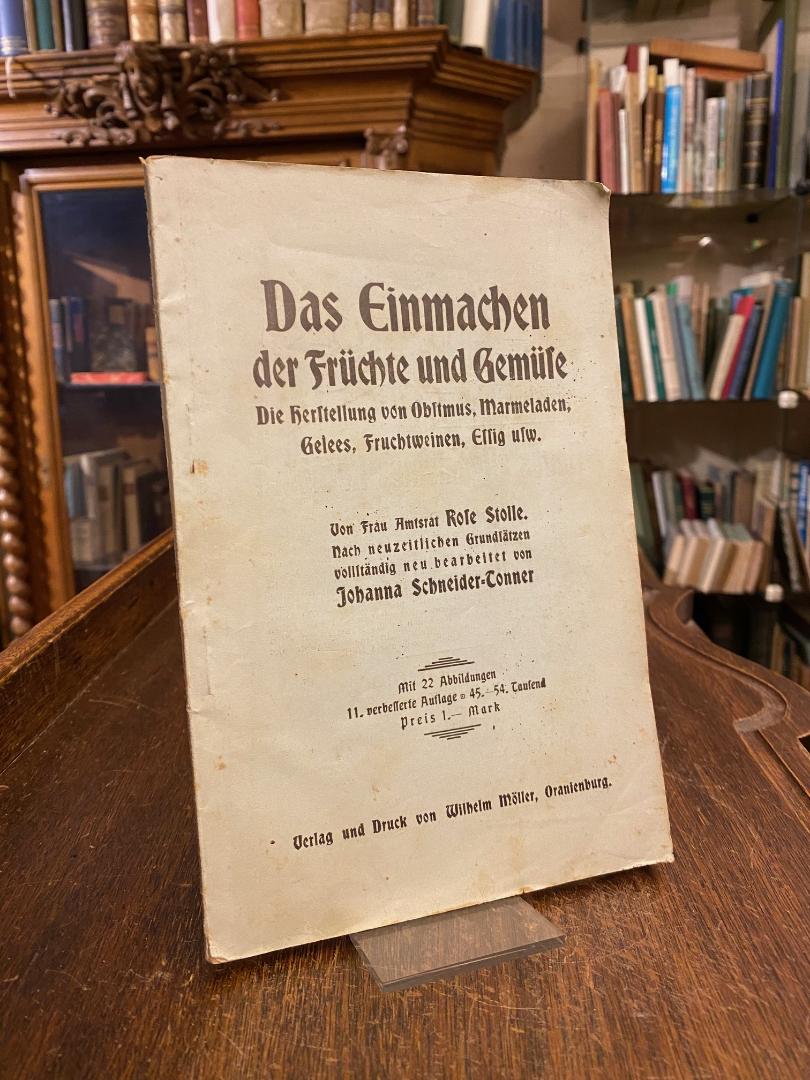 Das Einmachen
der Früchte und Gemüſe
Die Herſtellung von Obſtmus, Marmeladen,
Gelees, Fruchtweinen, Eſſig uſw.
Von Frau Amtsrat Roſe Stolle.
Nach neuzeitlichen Grundſätzen
vollſtändig neu bearbeitet von
Johanna Schneider-Tonner
Mit 22 Abbildungen
11. verbeſſerte Auflage ▫ 45.–54. Tauſend
Preis 1.— Mark
Verlag und Druck von Wilhelm Möller, Oranienburg.